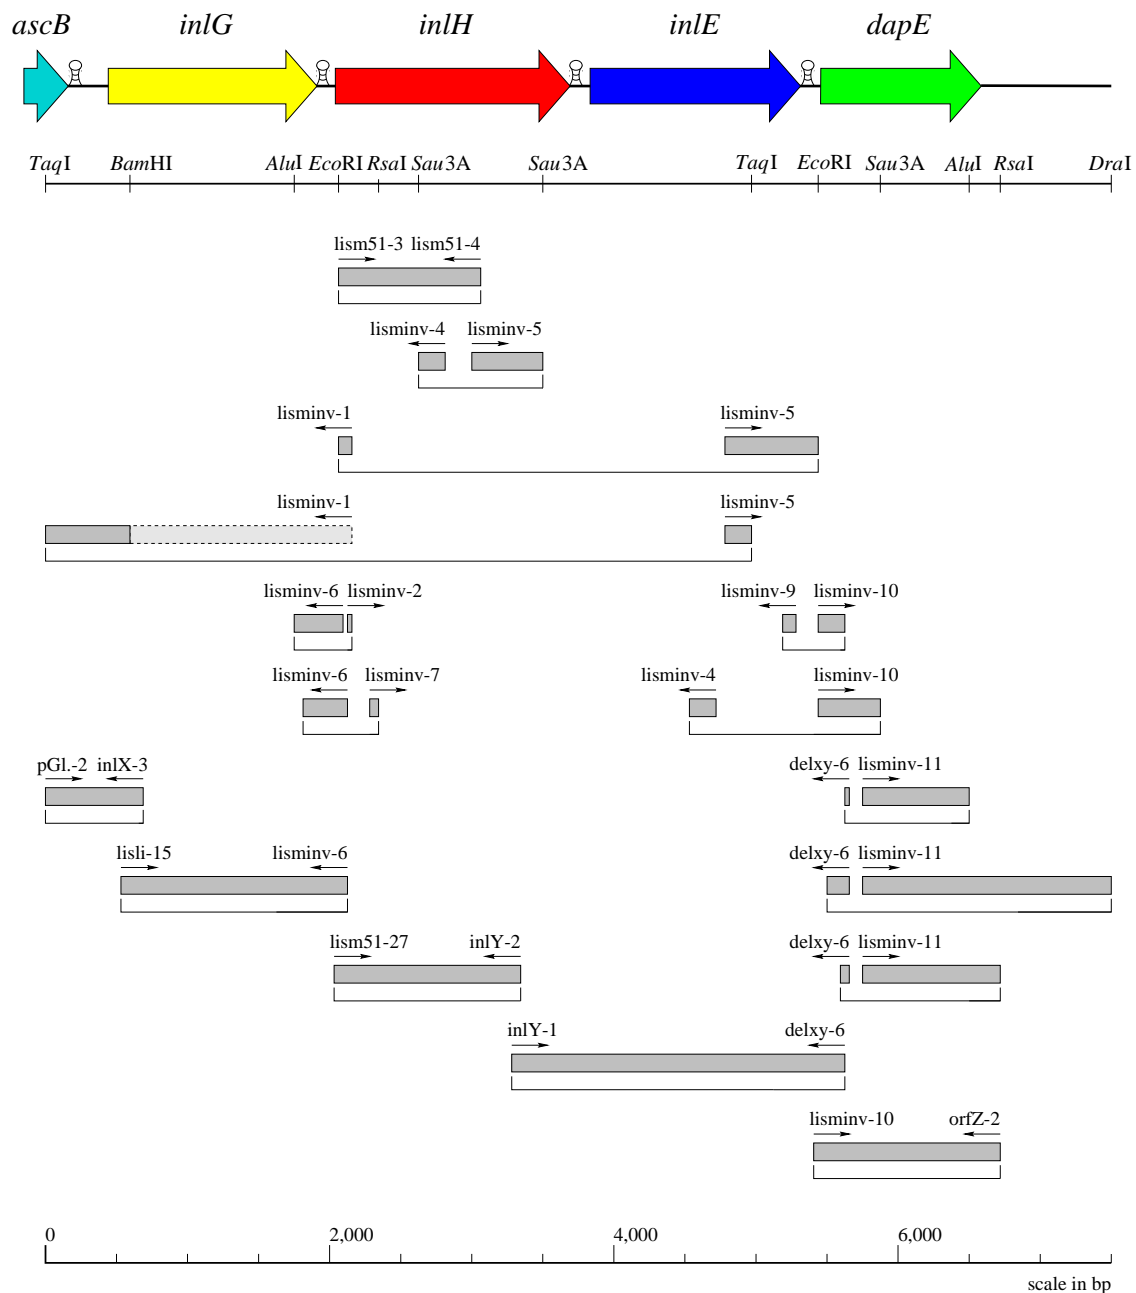 ascB inlG inlH inlE dapE
TaqI BamHI AluI EcoRI RsaI Sau3A Sau3A TaqI EcoRI Sau3A AluI RsaI DraI
lism51-3 lism51-4
lisminv-4 lisminv-5
lisminv-1 lisminv-5
lisminv-1 lisminv-5
lisminv-6 lisminv-2 lisminv-9 lisminv-10
lisminv-6 lisminv-7 lisminv-4 lisminv-10
pGl.-2 inlX-3 delxy-6 lisminv-11
lisli-15 lisminv-6 delxy-6 lisminv-11
lism51-27 inlY-2 delxy-6 lisminv-11
inlY-1 delxy-6
lisminv-10 orfZ-2
0 2,000 4,000 6,000
scale in bp